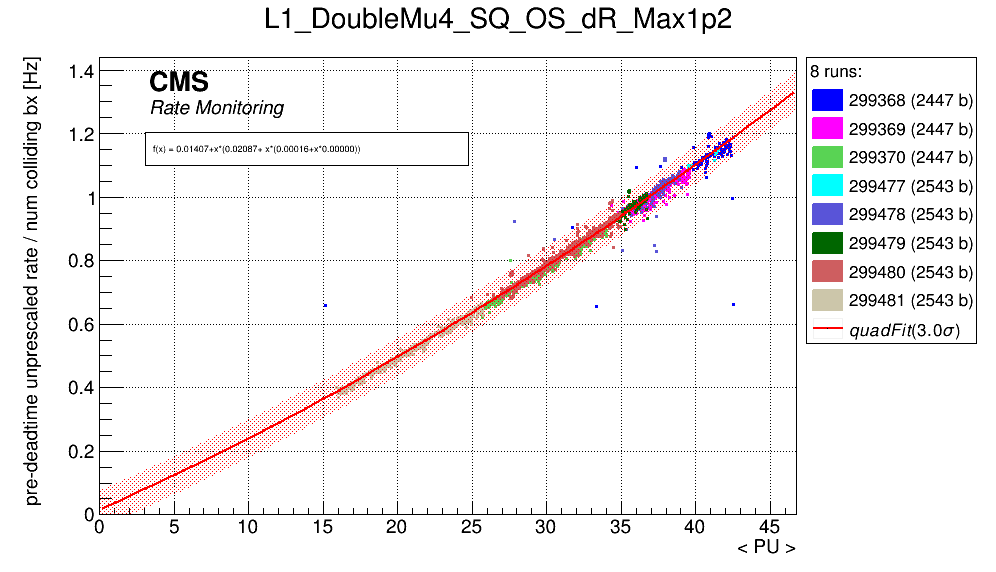 L1_DoubleMu4_SQ_OS_dR_Max1p2
pre-deadtime unprescaled rate / num colliding bx [Hz]
1.4
1.2
1
0.8
0.6
0.4
0.2
0
CMS
Rate Monitoring
f(x) = 0.01407+x*(0.02087+ x*(0.00016+x*0.00000))
0 5 10 15 20 25 30 35 40 45
< PU >
8 runs:
299368 (2447 b)
299369 (2447 b)
299370 (2447 b)
299477 (2543 b)
299478 (2543 b)
299479 (2543 b)
299480 (2543 b)
299481 (2543 b)
quadFit(3.0σ)